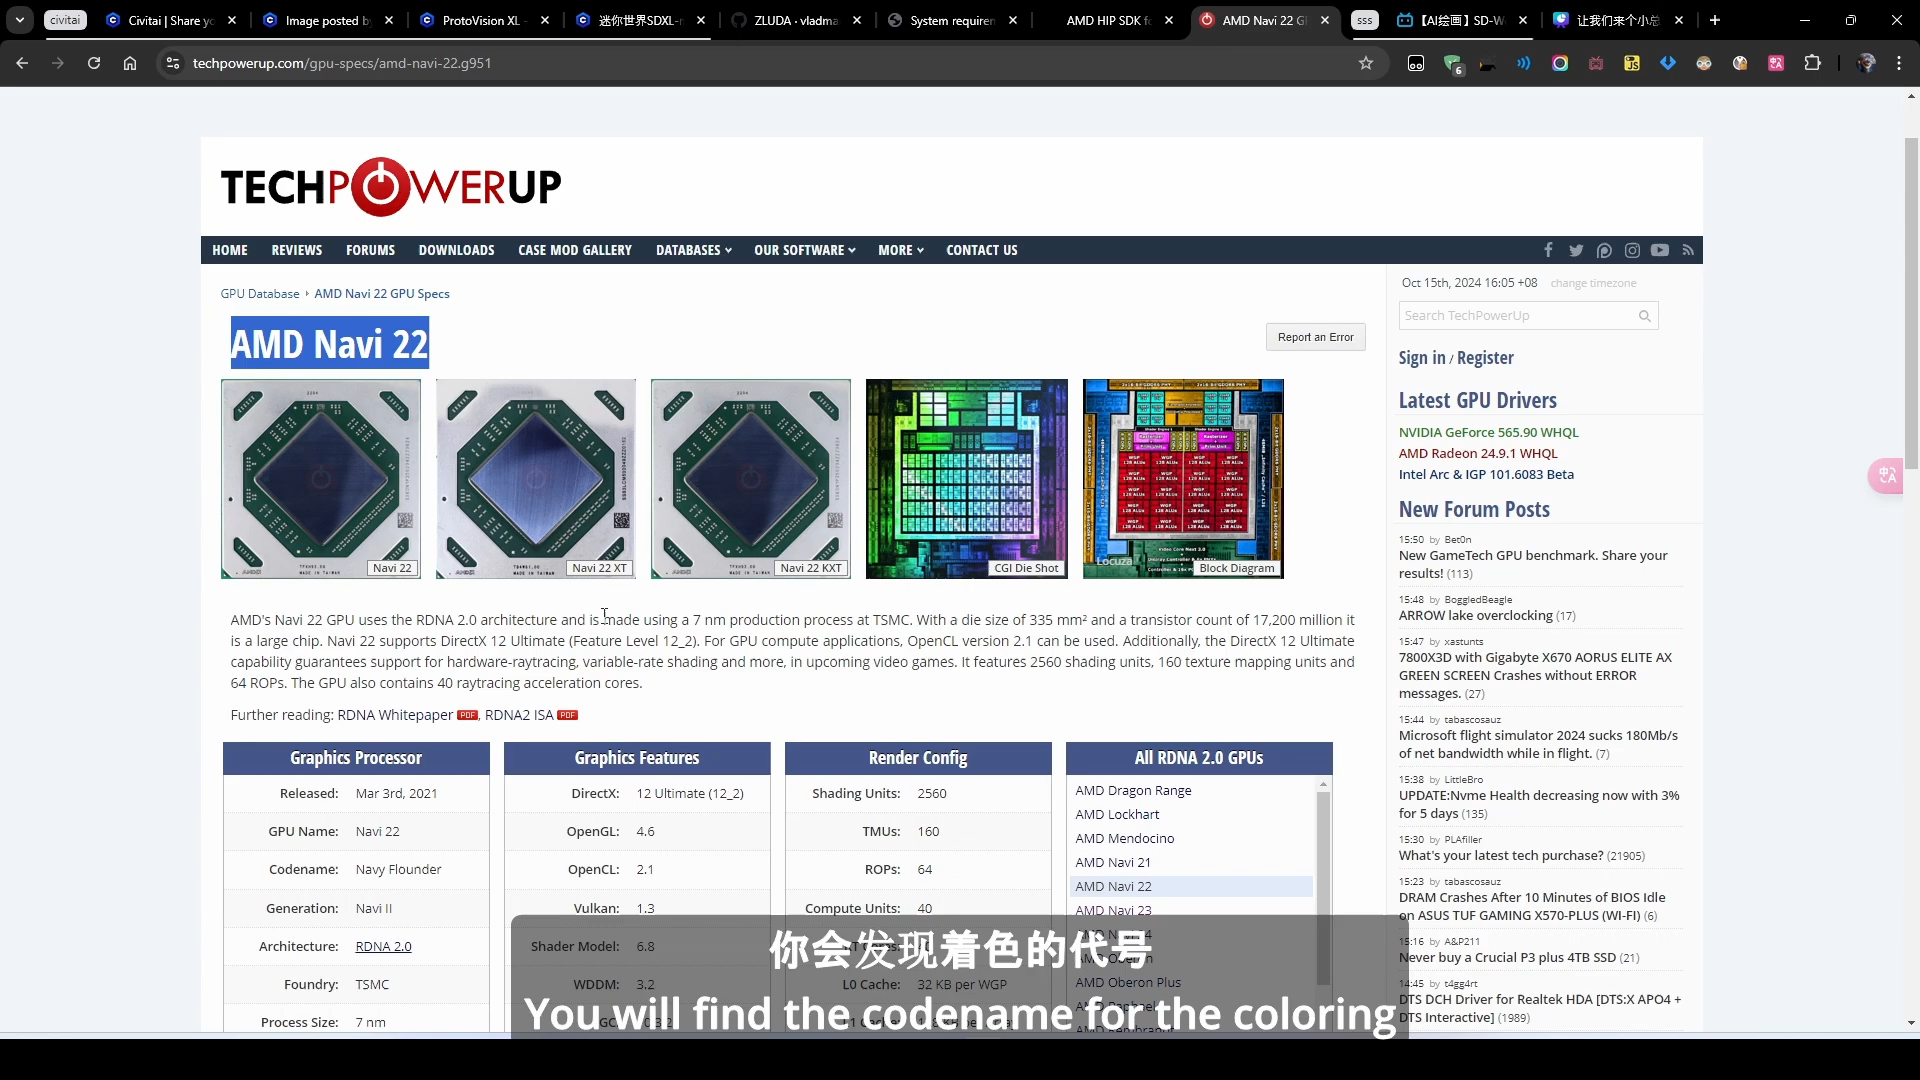 civitai
Civitai | Share yo
Image posted b
ProtoVision XL -
迷你世界SDXL-
ZLUDA · vladma
System requirem
AMD HIP SDK f
AMD Navi 22 G
sss
【AI绘画】SD-W
让我们来个小总
techpowerup.com/gpu-specs/amd-navi-22.g951
6
TECHPOWERUP
HOME REVIEWS FORUMS DOWNLOADS CASE MOD GALLERY DATABASES OUR SOFTWARE MORE CONTACT US
GPU Database
AMD Navi 22 GPU Specs
AMD Navi 22
Report an Error
Navi 22
Navi 22 XT
Navi 22 KXT
CGI Die Shot
Locuza
Block Diagram
AMD's Navi 22 GPU uses the RDNA 2.0 architecture and is made using a 7 nm production process at TSMC. With a die size of 335 mm² and a transistor count of 17,200 million it
is a large chip. Navi 22 supports DirectX 12 Ultimate (Feature Level 12_2). For GPU compute applications, OpenCL version 2.1 can be used. Additionally, the DirectX 12 Ultimate
capability guarantees support for hardware-raytracing, variable-rate shading and more, in upcoming video games. It features 2560 shading units, 160 texture mapping units and
64 ROPs. The GPU also contains 40 raytracing acceleration cores.
Further reading: RDNA Whitepaper PDF, RDNA2 ISA PDF
Graphics Processor
Released: Mar 3rd, 2021
GPU Name: Navi 22
Codename: Navy Flounder
Generation: Navi II
Architecture: RDNA 2.0
Foundry: TSMC
Process Size: 7 nm
Graphics Features
DirectX: 12 Ultimate (12_2)
OpenGL: 4.6
OpenCL: 2.1
Vulkan: 1.3
Shader Model: 6.8
WDDM: 3.2
Render Config
Shading Units: 2560
TMUs: 160
ROPs: 64
Compute Units: 40
L0 Cache: 32 KB per WGP
All RDNA 2.0 GPUs
AMD Dragon Range
AMD Lockhart
AMD Mendocino
AMD Navi 21
AMD Navi 22
AMD Navi 23
AMD Oberon Plus
Oct 15th, 2024 16:05 +08 change timezone
Search TechPowerUp
Sign in / Register
Latest GPU Drivers
NVIDIA GeForce 565.90 WHQL
AMD Radeon 24.9.1 WHQL
Intel Arc & IGP 101.6083 Beta
New Forum Posts
15:50 by Bet0n
New GameTech GPU benchmark. Share your
results! (113)
15:48 by BoggledBeagle
ARROW lake overclocking (17)
15:47 by xastunts
7800X3D with Gigabyte X670 AORUS ELITE AX
GREEN SCREEN Crashes without ERROR
messages. (27)
15:44 by tabascosauz
Microsoft flight simulator 2024 sucks 180Mb/s
of net bandwidth while in flight. (7)
15:38 by LittleBro
UPDATE:Nvme Health decreasing now with 3%
for 5 days (135)
15:30 by PLAfiller
What's your latest tech purchase? (21905)
15:23 by tabascosauz
DRAM Crashes After 10 Minutes of BIOS Idle
on ASUS TUF GAMING X570-PLUS (WI-FI) (6)
15:16 by A&P211
Never buy a Crucial P3 plus 4TB SSD (21)
14:45 by t4gg4rt
DTS DCH Driver for Realtek HDA [DTS:X APO4 +
DTS Interactive] (1989)
你会发现着色的代号
You will find the codename for the coloring